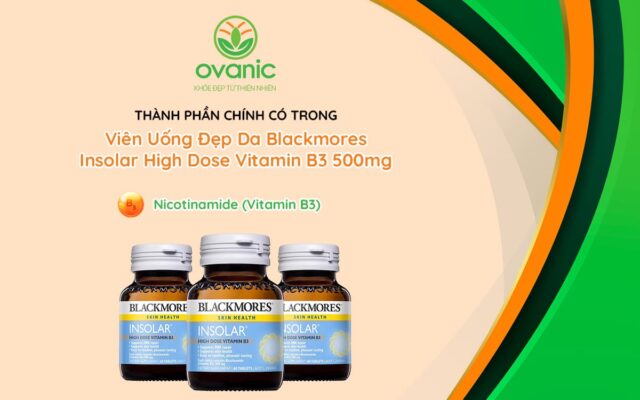 ovanic
KHỎE ĐẸP TỪ THIÊN NHIÊN
THÀNH PHẦN CHÍNH CÓ TRONG
Viên Uống Đẹp Da Blackmores
Insolar High Dose Vitamin B3 500mg
B3
Nicotinamide (Vitamin B3)
BLACKMORES
SKIN HEALTH
INSOLAR
HIGH DOSE VITAMIN B3
BLACKMORES
SKIN HEALTH
INSOLAR
HIGH DOSE VITAMIN B3
BLACKMORES
SKIN HEALTH
INSOLAR
HIGH DOSE VITAMIN B3